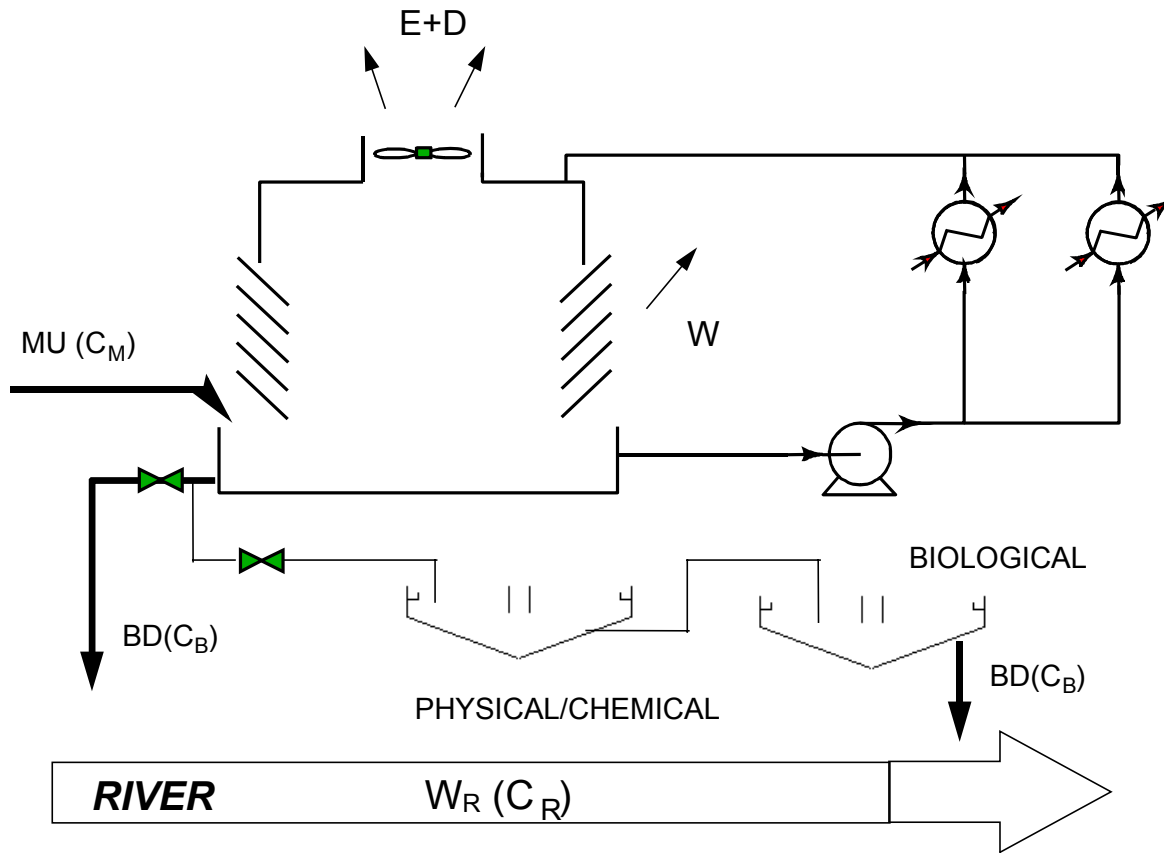 E+D
W
MU (C_M)
BIOLOGICAL
BD(C_B)
BD(C_B)
PHYSICAL/CHEMICAL
RIVER W_R (C_R)